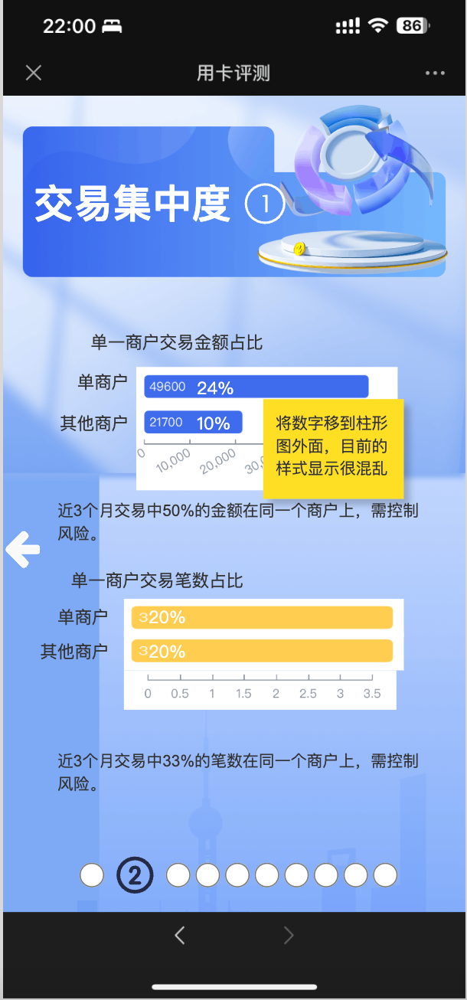 22:00
86
用卡评测
交易集中度 ①
单一商户交易金额占比
单商户 49600 24%
其他商户 21700 10%
0 10,000 20,000
将数字移到柱形
图外面，目前的
样式显示很混乱
近3个月交易中50%的金额在同一个商户上，需控制
风险。
单一商户交易笔数占比
单商户 320%
其他商户 320%
0 0.5 1 1.5 2 2.5 3 3.5
近3个月交易中33%的笔数在同一个商户上，需控制
风险。
2